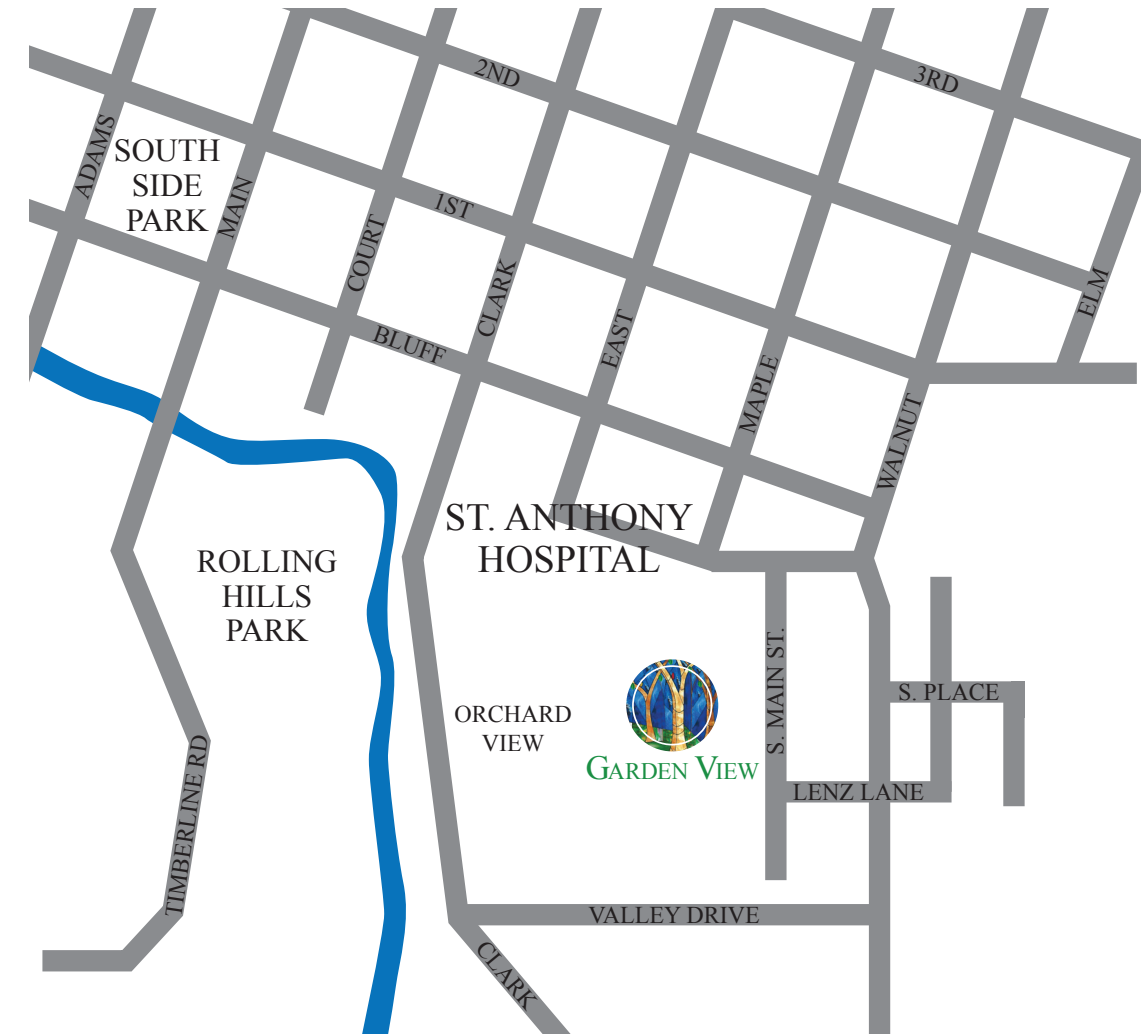 2ND
3RD
ADAMS
SOUTH
SIDE
PARK
MAIN
1ST
COURT
CLARK
ELM
BLUFF
EAST
MAPLE
WALNUT
ST. ANTHONY
HOSPITAL
ROLLING
HILLS
PARK
S. MAIN ST.
S. PLACE
ORCHARD
VIEW
GARDEN VIEW
LENZ LANE
TIMBERLINE RD
VALLEY DRIVE
CLARK